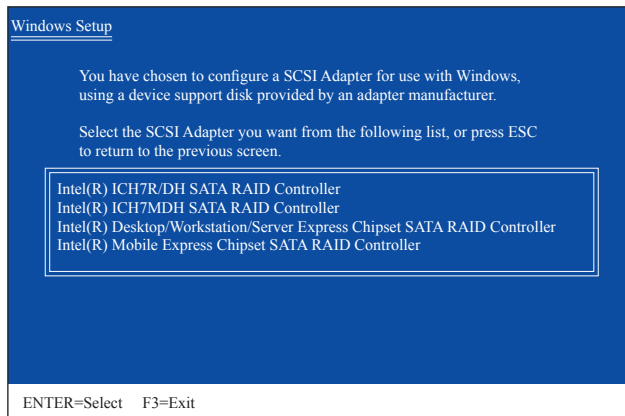 Windows Setup
You have chosen to configure a SCSI Adapter for use with Windows,
using a device support disk provided by an adapter manufacturer.
Select the SCSI Adapter you want from the following list, or press ESC
to return to the previous screen.
Intel(R) ICH7R/DH SATA RAID Controller
Intel(R) ICH7MDH SATA RAID Controller
Intel(R) Desktop/Workstation/Server Express Chipset SATA RAID Controller
Intel(R) Mobile Express Chipset SATA RAID Controller
ENTER=Select F3=Exit